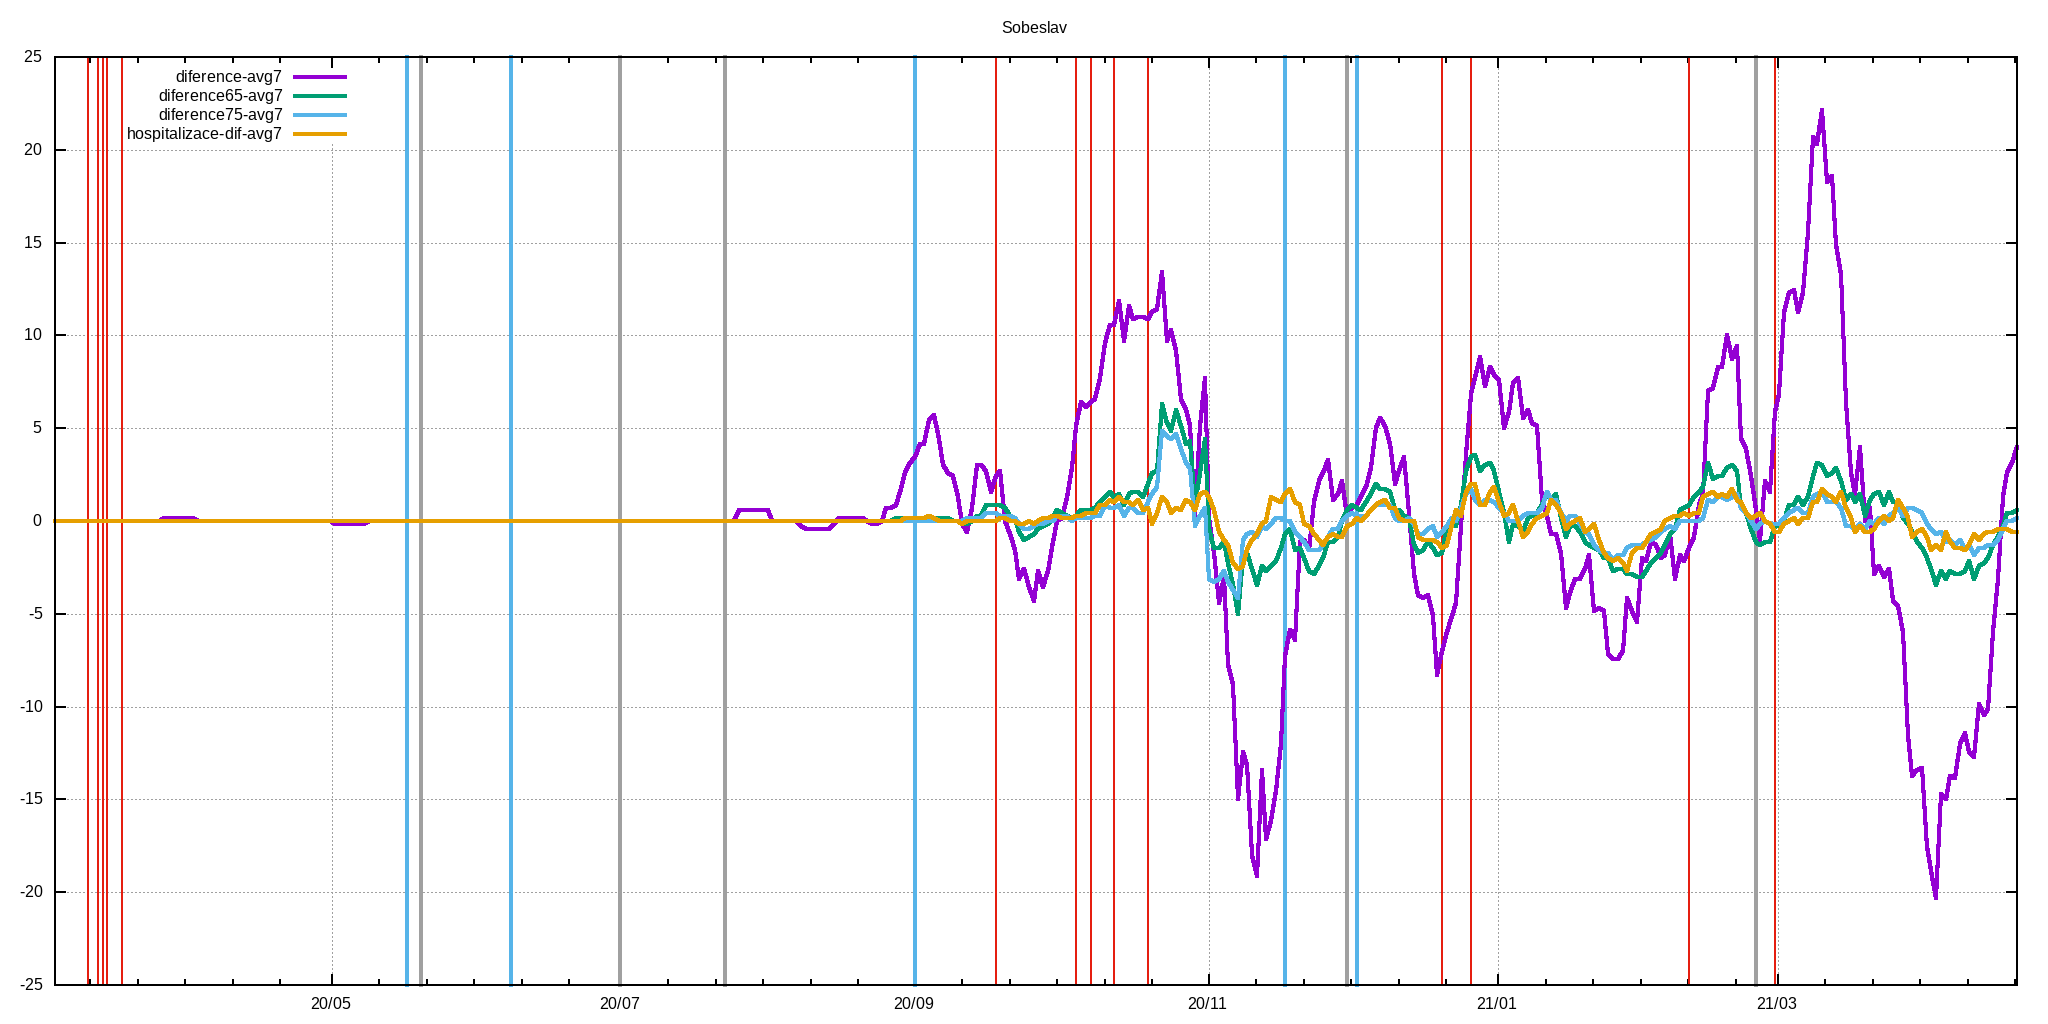 Sobeslav
diference-avg7
diference65-avg7
diference75-avg7
hospitalizace-dif-avg7
25
20
15
10
5
0
-5
-10
-15
-20
-25
20/05 20/07 20/09 20/11 21/01 21/03